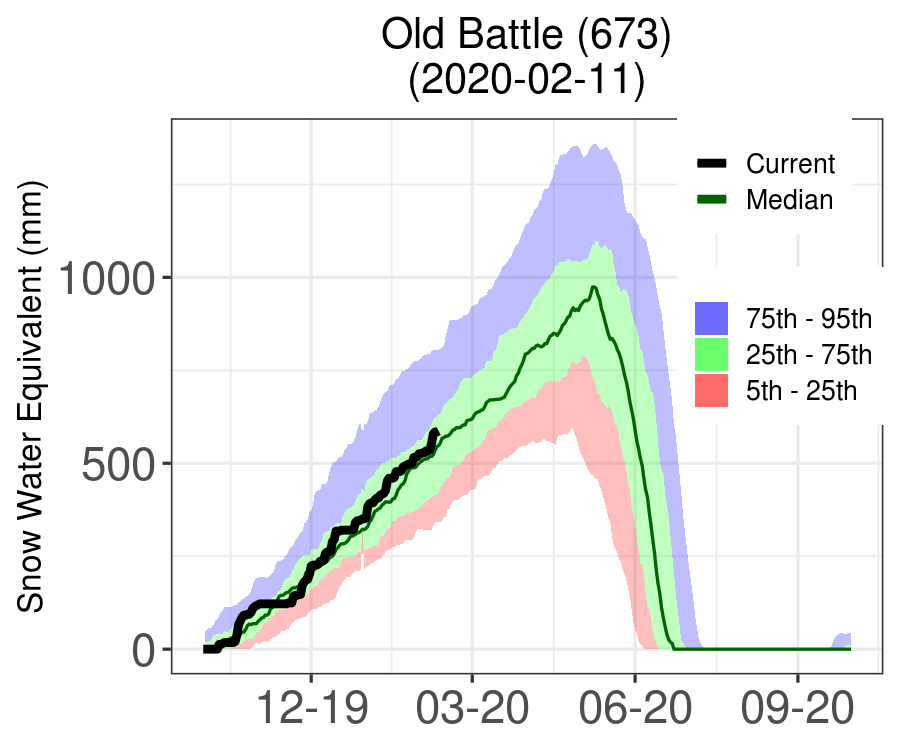 Old Battle (673)
(2020-02-11)
Snow Water Equivalent (mm)
1000
500
0
12-19
03-20
06-20
09-20
Current
Median
75th - 95th
25th - 75th
5th - 25th